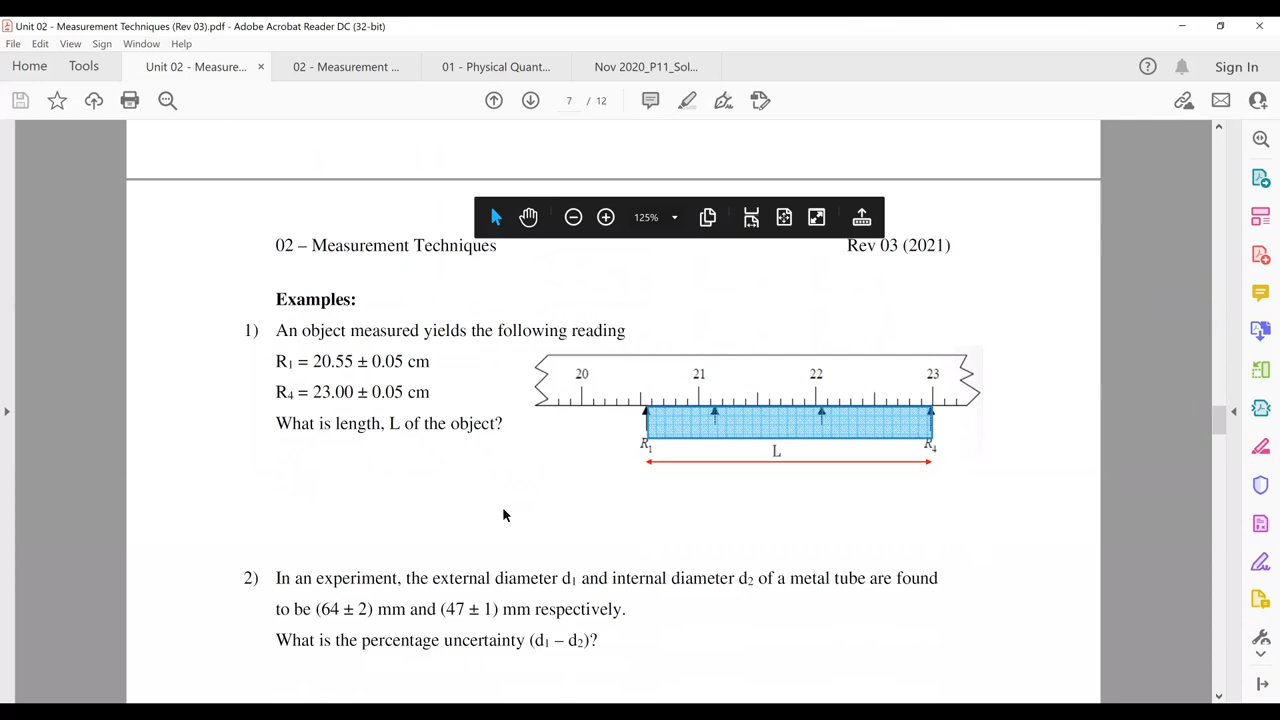 Unit 02 - Measurement Techniques (Rev 03).pdf - Adobe Acrobat Reader DC (32-bit)
File Edit View Sign Window Help
Home Tools Unit 02 - Measure... × 02 - Measurement ... 01 - Physical Quant... Nov 2020_P11_Sol... Sign In
7 / 12
125%
02 – Measurement Techniques Rev 03 (2021)
Examples:
1) An object measured yields the following reading
R₁ = 20.55 ± 0.05 cm
R₄ = 23.00 ± 0.05 cm
What is length, L of the object?
20 21 22 23
R₁ R₄
L
2) In an experiment, the external diameter d₁ and internal diameter d₂ of a metal tube are found
to be (64 ± 2) mm and (47 ± 1) mm respectively.
What is the percentage uncertainty (d₁ – d₂)?